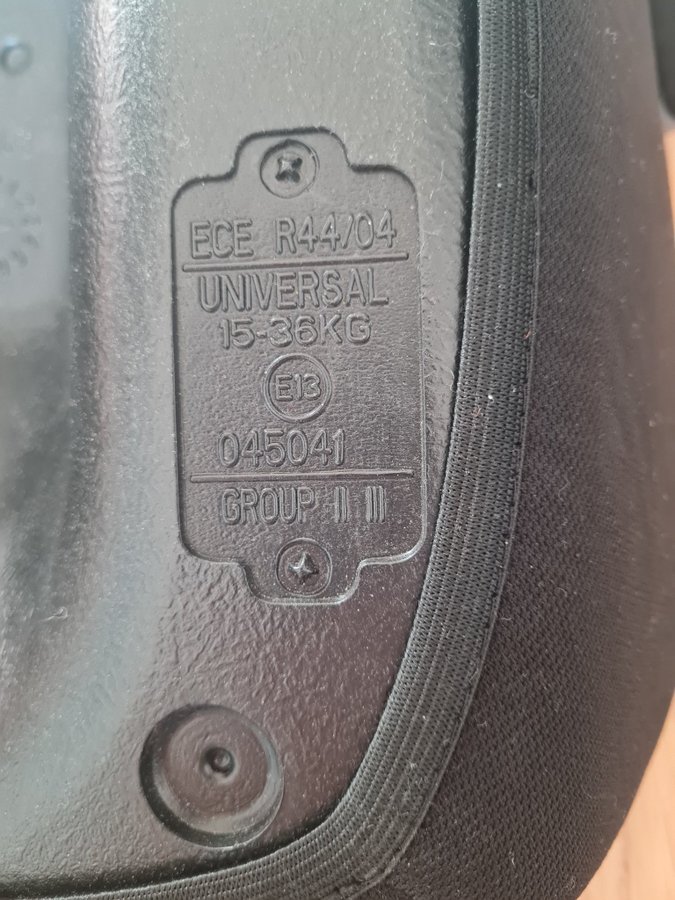 ECE R44/04
UNIVERSAL
15-36KG
E13
045041
GROUP II III